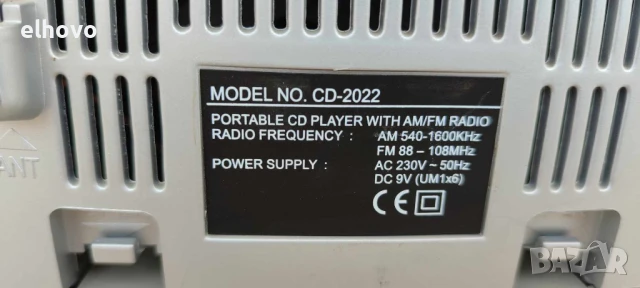 elhovo
MODEL NO. CD-2022
PORTABLE CD PLAYER WITH AM/FM RADIO
RADIO FREQUENCY : AM 540-1600KHz
FM 88 – 108MHz
POWER SUPPLY : AC 230V ~ 50Hz
DC 9V (UM1x6)
CE
bazar